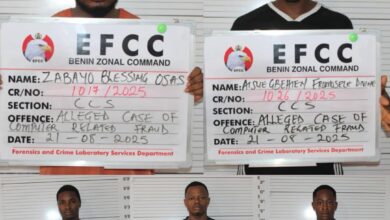 EFCC
BENIN ZONAL COMMAND
NAME: ZABAYO BLESSING OSAS
CR/NO: 1017/2025
SECTION: CCS
OFFENCE: ALLEGED CASE OF
COMPUTER RELATED FRAUD
DATE: 21-08-2025
Forensics and Crime Laboratory Services Department
EFCC
BENIN ZONAL COMMAND
NAME:
CR/NO: 1026/2025
SECTION: CCS
OFFENCE: ALLEGED CASE OF
COMPUTER RELATED FRAUD
DATE: 21-08-2025
Forensics and Crime Laboratory Services Department